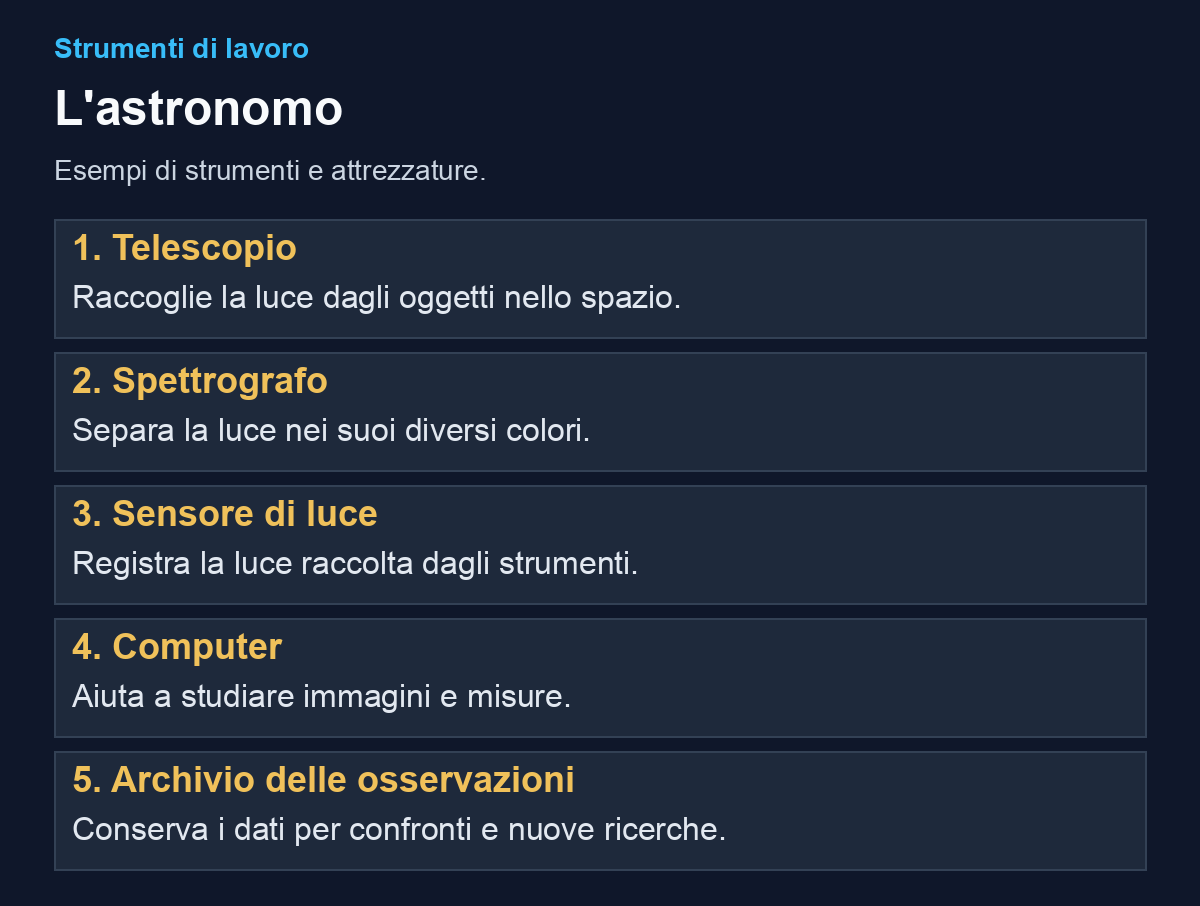 Strumenti di lavoro
L'astronomo
Esempi di strumenti e attrezzature.
1. Telescopio
Raccoglie la luce dagli oggetti nello spazio.
2. Spettrografo
Separa la luce nei suoi diversi colori.
3. Sensore di luce
Registra la luce raccolta dagli strumenti.
4. Computer
Aiuta a studiare immagini e misure.
5. Archivio delle osservazioni
Conserva i dati per confronti e nuove ricerche.